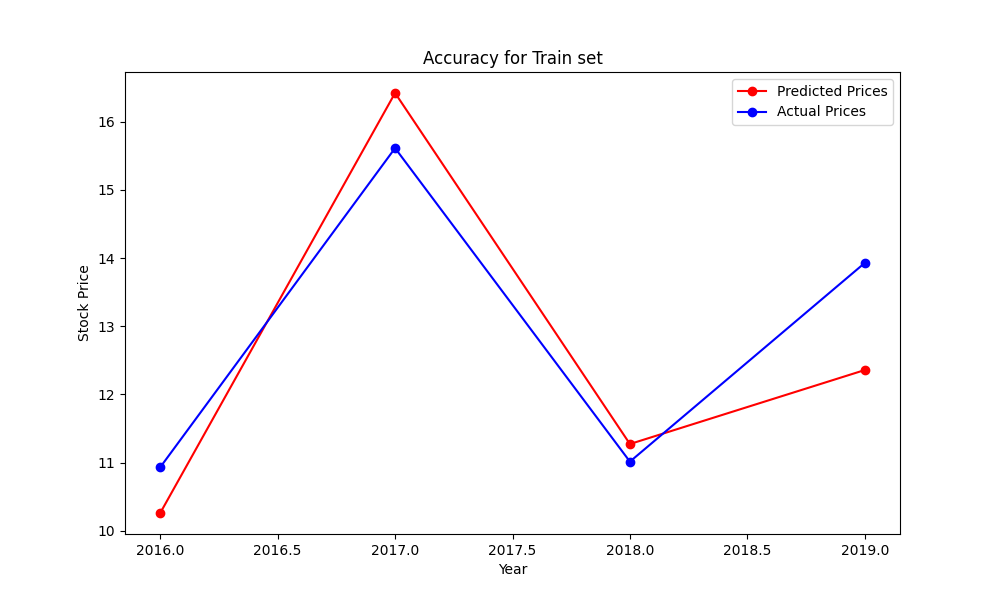 Accuracy for Train set
Predicted Prices
Actual Prices
Stock Price
16
15
14
13
12
11
10
2016.0 2016.5 2017.0 2017.5 2018.0 2018.5 2019.0
Year